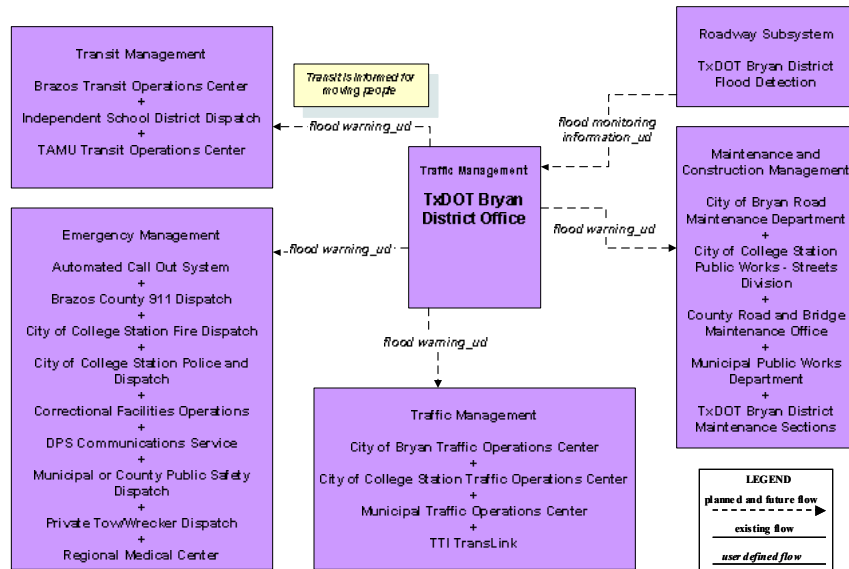 Transit Management
Brazos Transit Operations Center
+
Independent School District Dispatch
+
TAMU Transit Operations Center
Transit is informed for
moving people
flood warning_ud
Roadway Subsystem
TxDOT Bryan District
Flood Detection
flood monitoring
information_ud
Traffic Management
TxDOT Bryan
District Office
Maintenance and
Construction Management
City of Bryan Road
Maintenance Department
+
City of College Station
Public Works - Streets
Division
+
County Road and Bridge
Maintenance Office
+
Municipal Public Works
Department
+
TxDOT Bryan District
Maintenance Sections
flood warning_ud
Emergency Management
Automated Call Out System
+
Brazos County 911 Dispatch
+
City of College Station Fire Dispatch
+
City of College Station Police and
Dispatch
+
Correctional Facilities Operations
+
DPS Communications Service
+
Municipal or County Public Safety
Dispatch
+
Private Tow/Wrecker Dispatch
+
Regional Medical Center
flood warning_ud
flood warning_ud
Traffic Management
City of Bryan Traffic Operations Center
+
City of College Station Traffic Operations Center
+
Municipal Traffic Operations Center
+
TTI TransLink
LEGEND
planned and future flow
existing flow
user defined flow